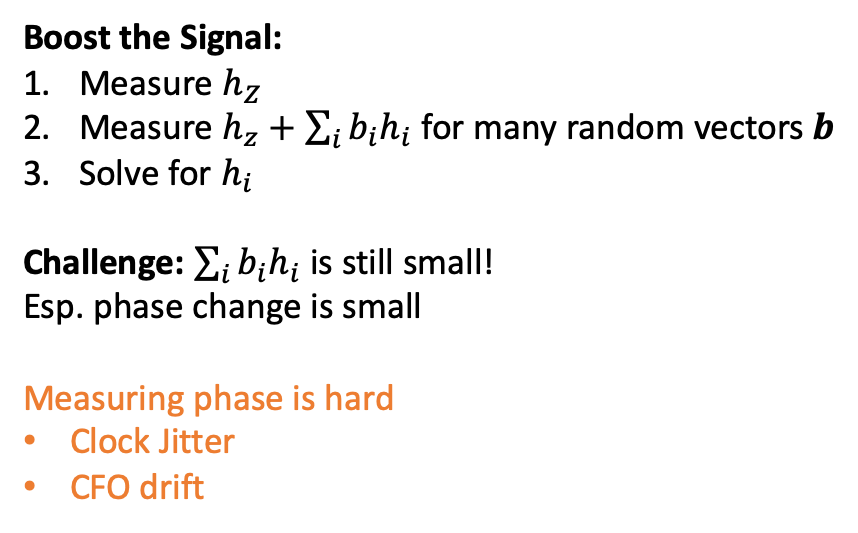 Boost the Signal:
1. Measure $h_Z$
2. Measure $h_z + \sum_i b_i h_i$ for many random vectors $\boldsymbol{b}$
3. Solve for $h_i$
Challenge: $\sum_i b_i h_i$ is still small!
Esp. phase change is small
Measuring phase is hard
• Clock Jitter
• CFO drift